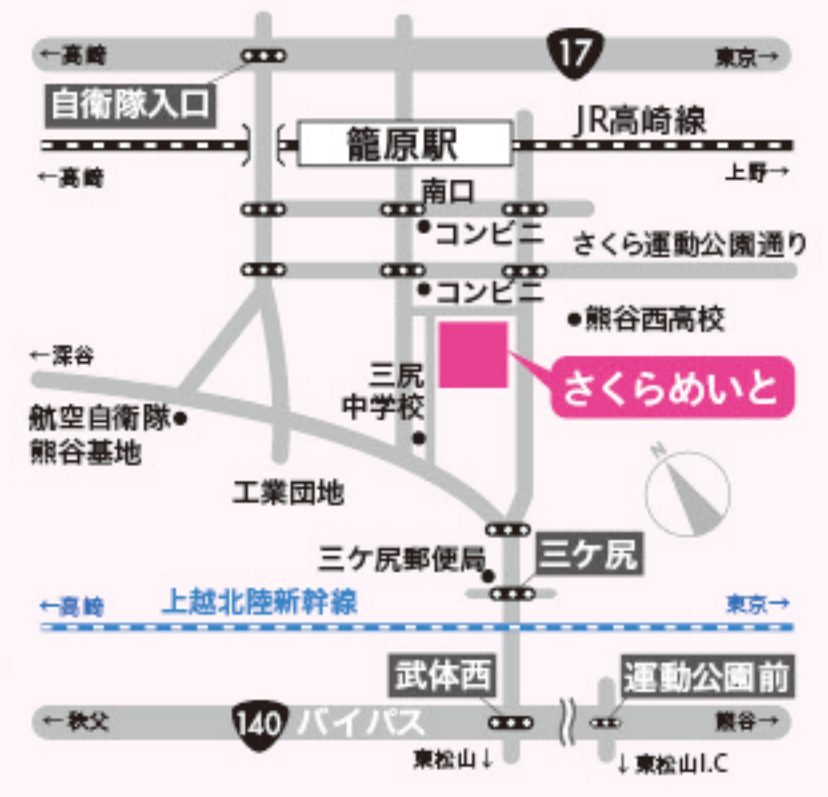 ←高崎
17
東京→
自衛隊入口
JR高崎線
籠原駅
←高崎
上野→
南口
コンビニ
さくら運動公園通り
コンビニ
熊谷西高校
←深谷
三尻
中学校
さくらめいと
航空自衛隊
熊谷基地
N
工業団地
三ケ尻郵便局
三ケ尻
←高崎
上越北陸新幹線
東京→
武体西
運動公園前
←秩父
140
バイパス
熊谷→
東松山↓
↓東松山I.C